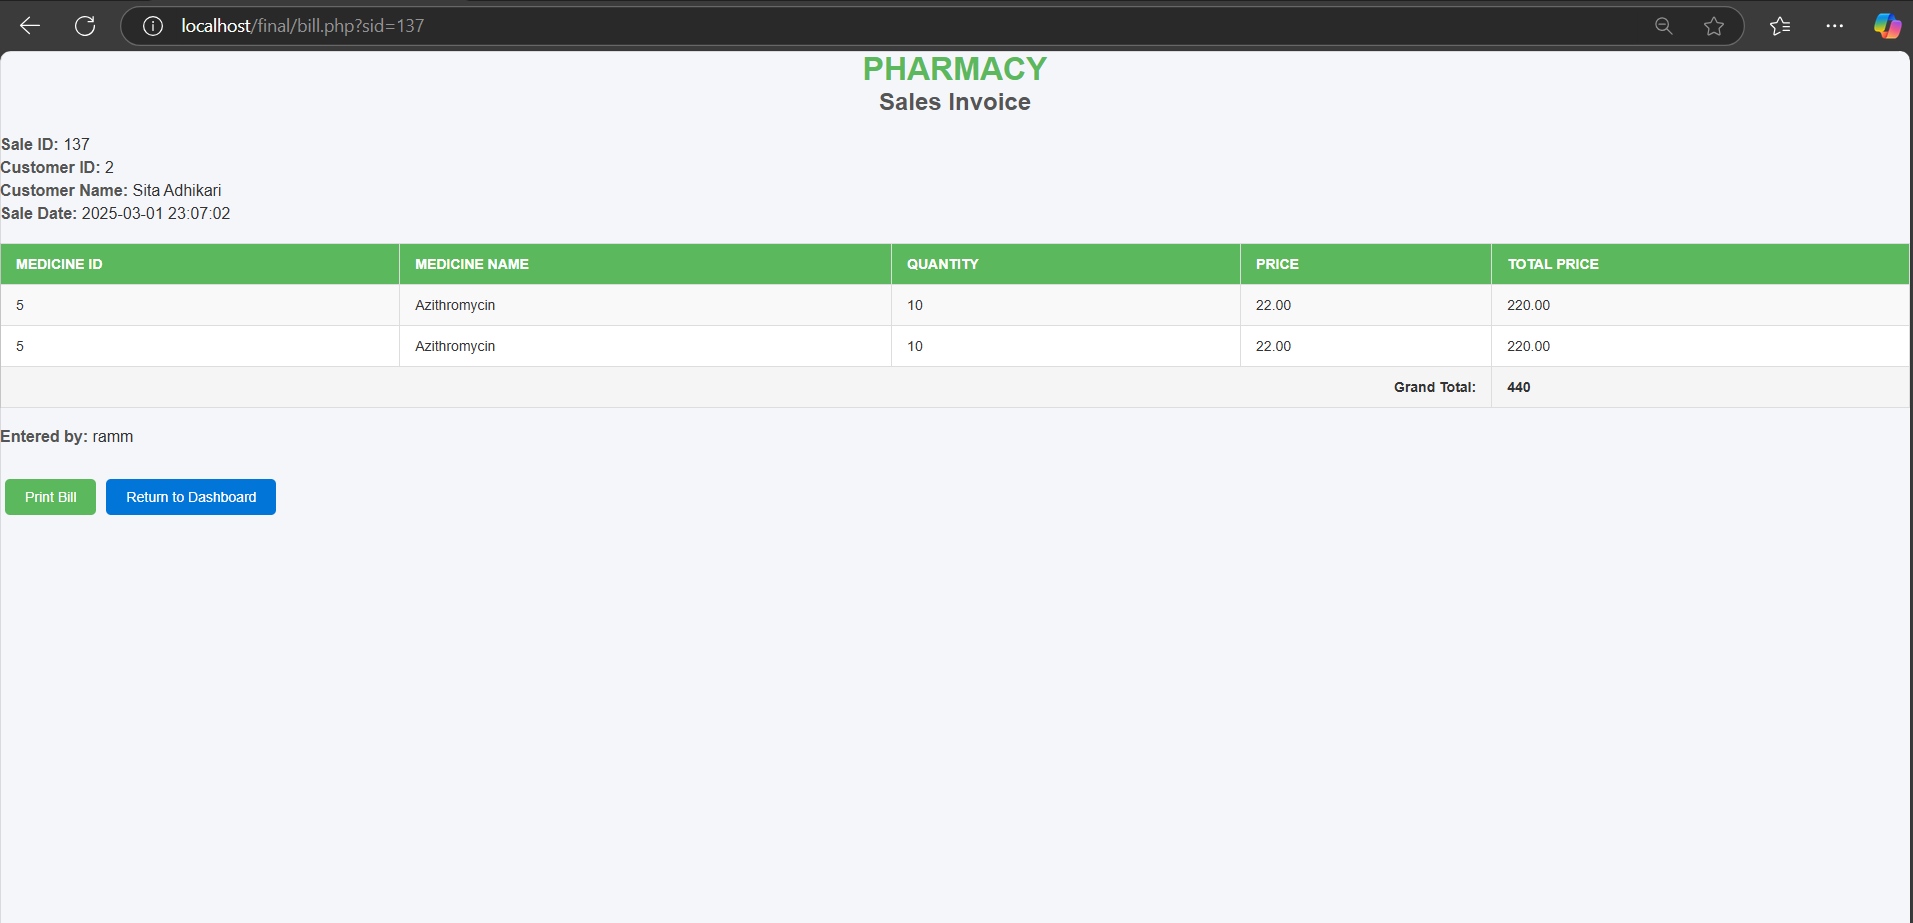 localhost/final/bill.php?sid=137
PHARMACY
Sales Invoice
Sale ID: 137
Customer ID: 2
Customer Name: Sita Adhikari
Sale Date: 2025-03-01 23:07:02
MEDICINE ID MEDICINE NAME QUANTITY PRICE TOTAL PRICE
5 Azithromycin 10 22.00 220.00
5 Azithromycin 10 22.00 220.00
Grand Total: 440
Entered by: ramm
Print Bill Return to Dashboard